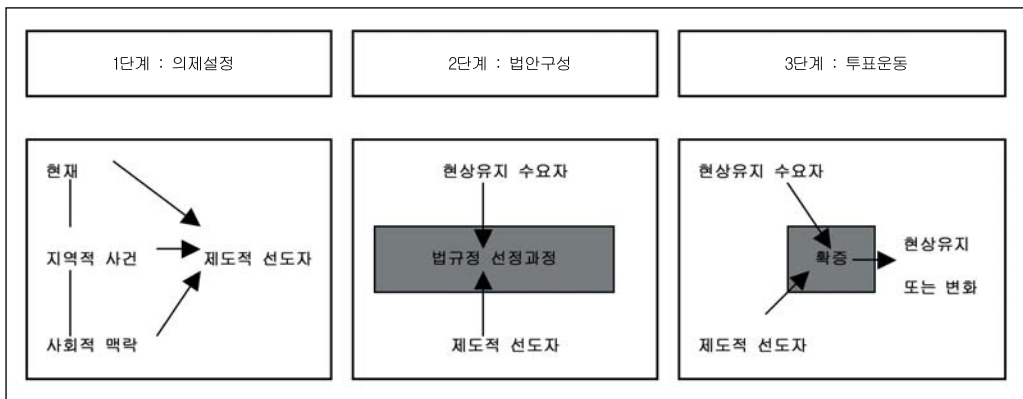 1단계 : 의제설정
2단계 : 법안구성
3단계 : 투표운동
현재
지역적 사건
제도적 선도자
사회적 맥락
현상유지 수요자
법규정 선정과정
제도적 선도자
현상유지 수요자
확증
현상유지
또는 변화
제도적 선도자